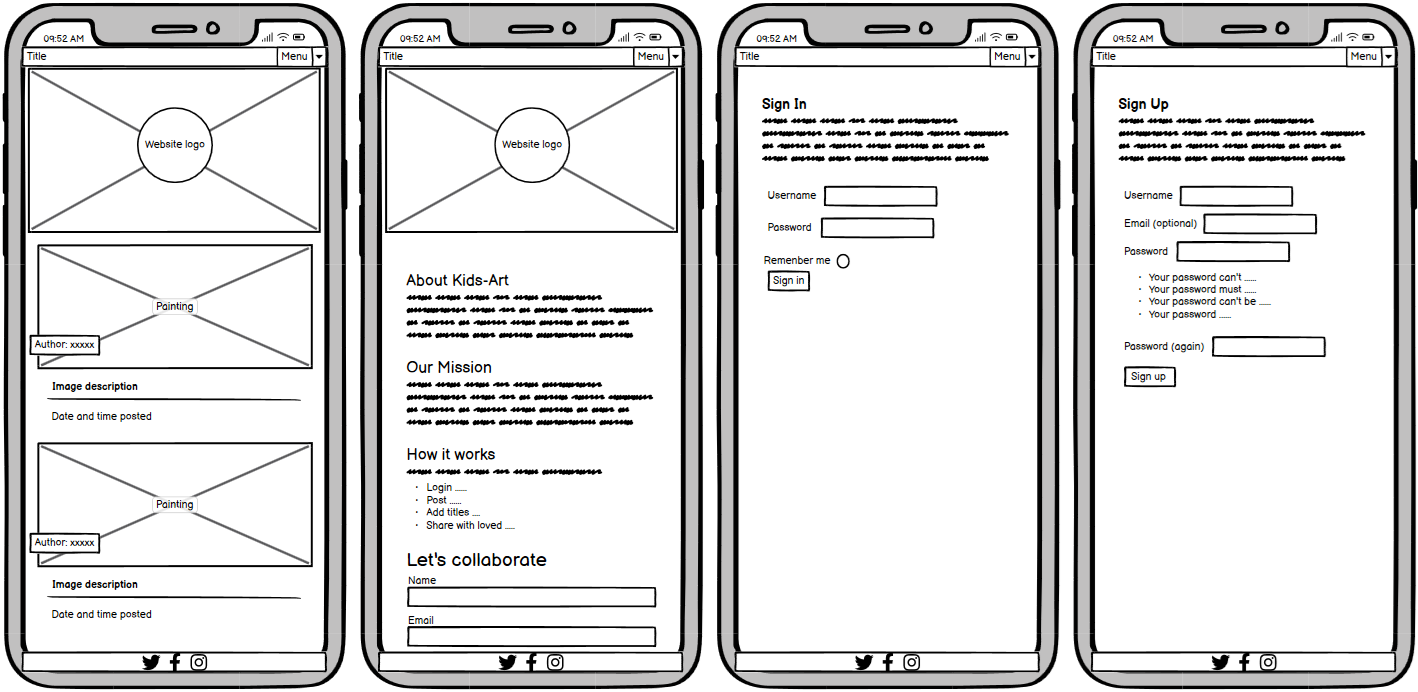 09:52 AM
Title
Menu
Website logo
Painting
Author: xxxxx
Image description
Date and time posted
Painting
Author: xxxxx
Image description
Date and time posted
09:52 AM
Title
Menu
Website logo
About Kids-Art
Our Mission
How it works
Login __
Post ......
Add titles ....
Share with loved __
Let's collaborate
Name
Email
09:52 AM
Title
Menu
Sign In
Username
Password
Remenber me
Sign in
09:52 AM
Title
Menu
Sign Up
Username
Email (optional)
Password
Your password can't ......
Your password must ......
Your password can't be __
Your password ......
Password (again)
Sign up